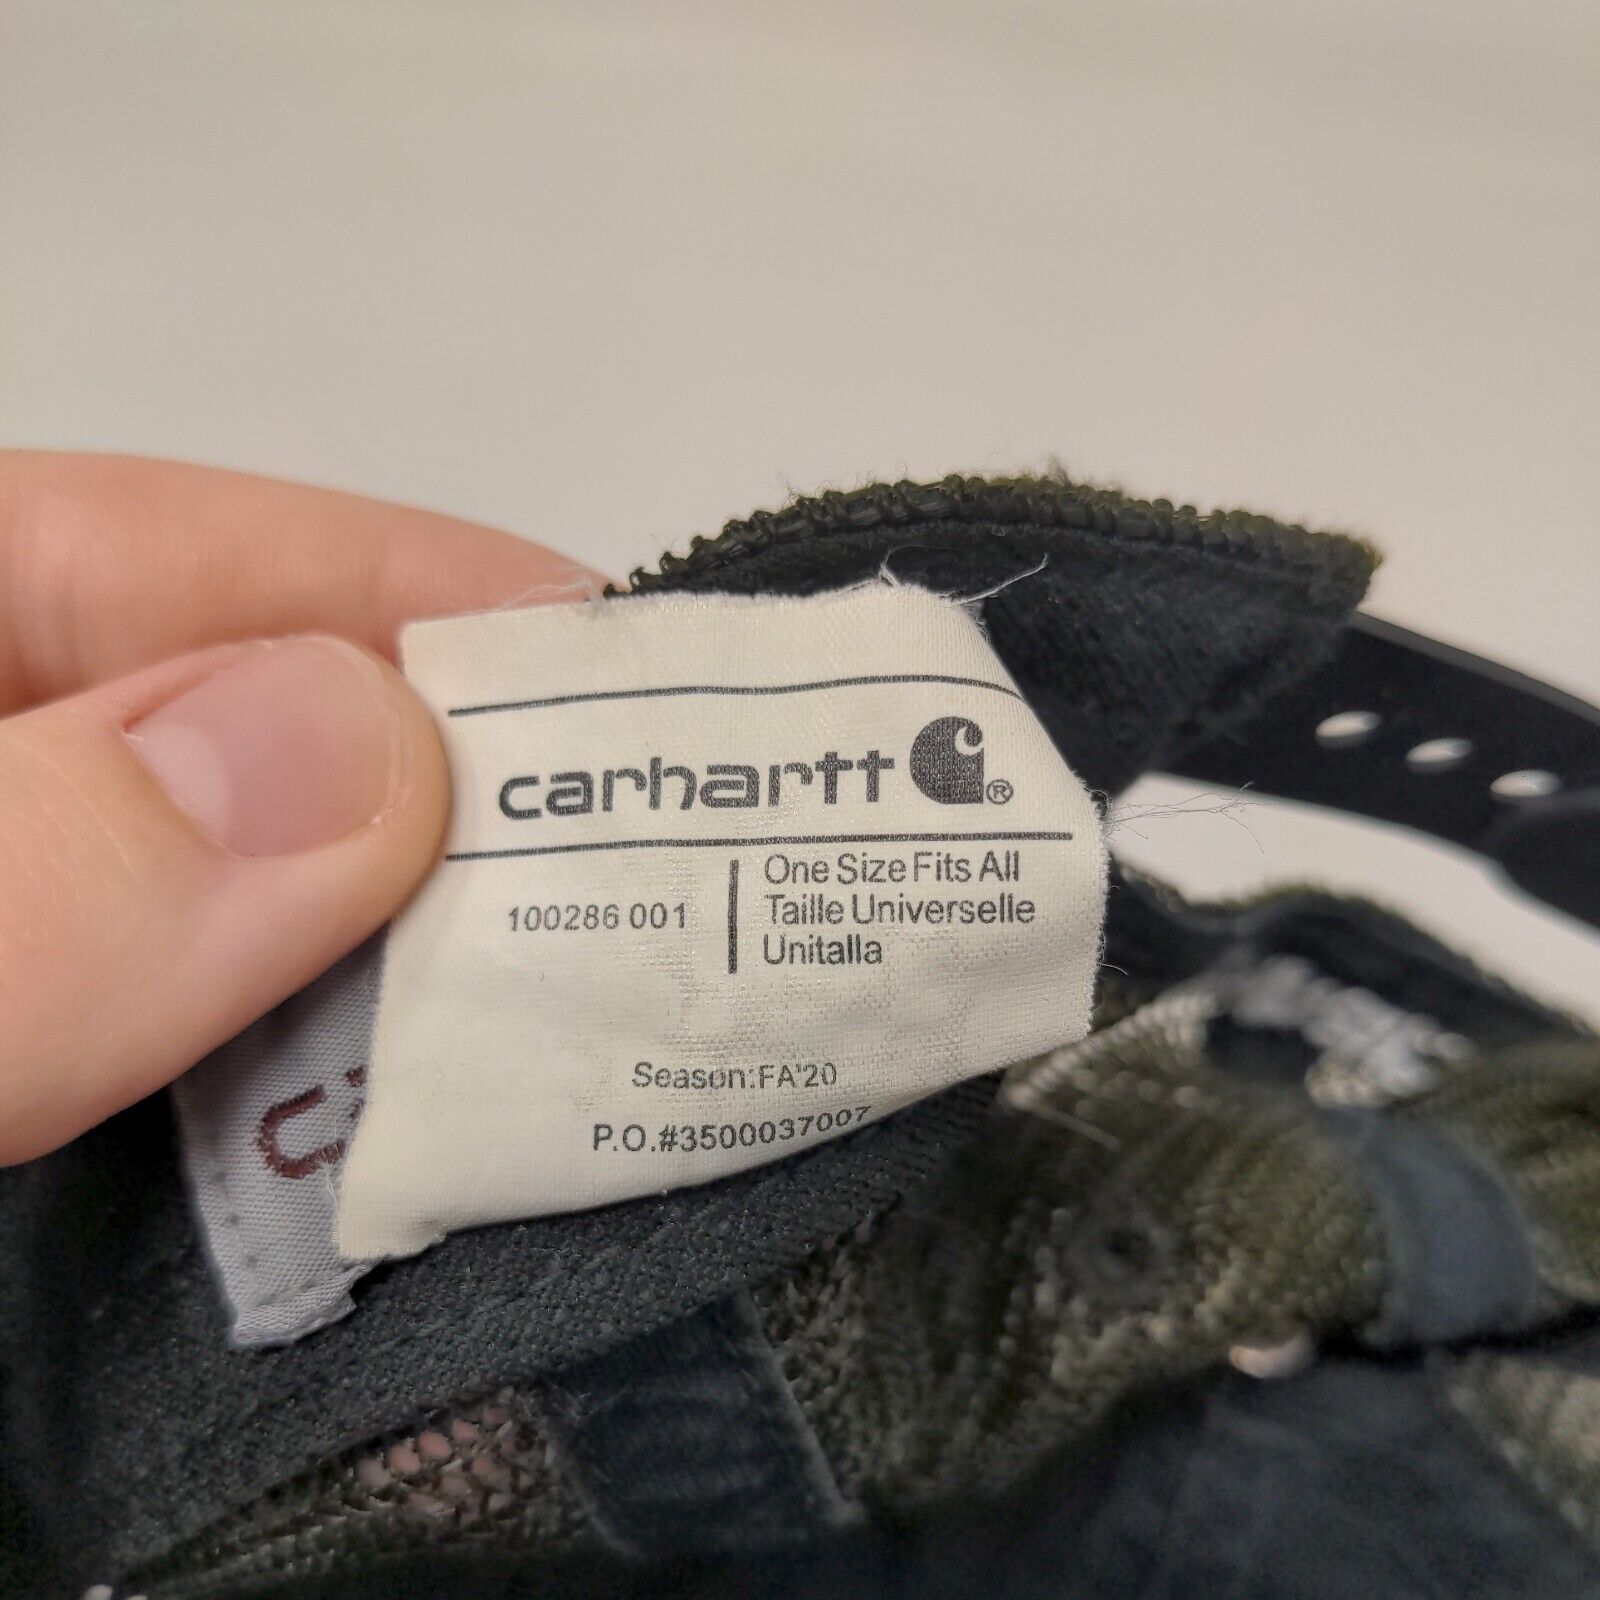 carhartt ®
100286 001
One Size Fits All
Taille Universelle
Unitalla
Season:FA'20
P.O.#3500037007